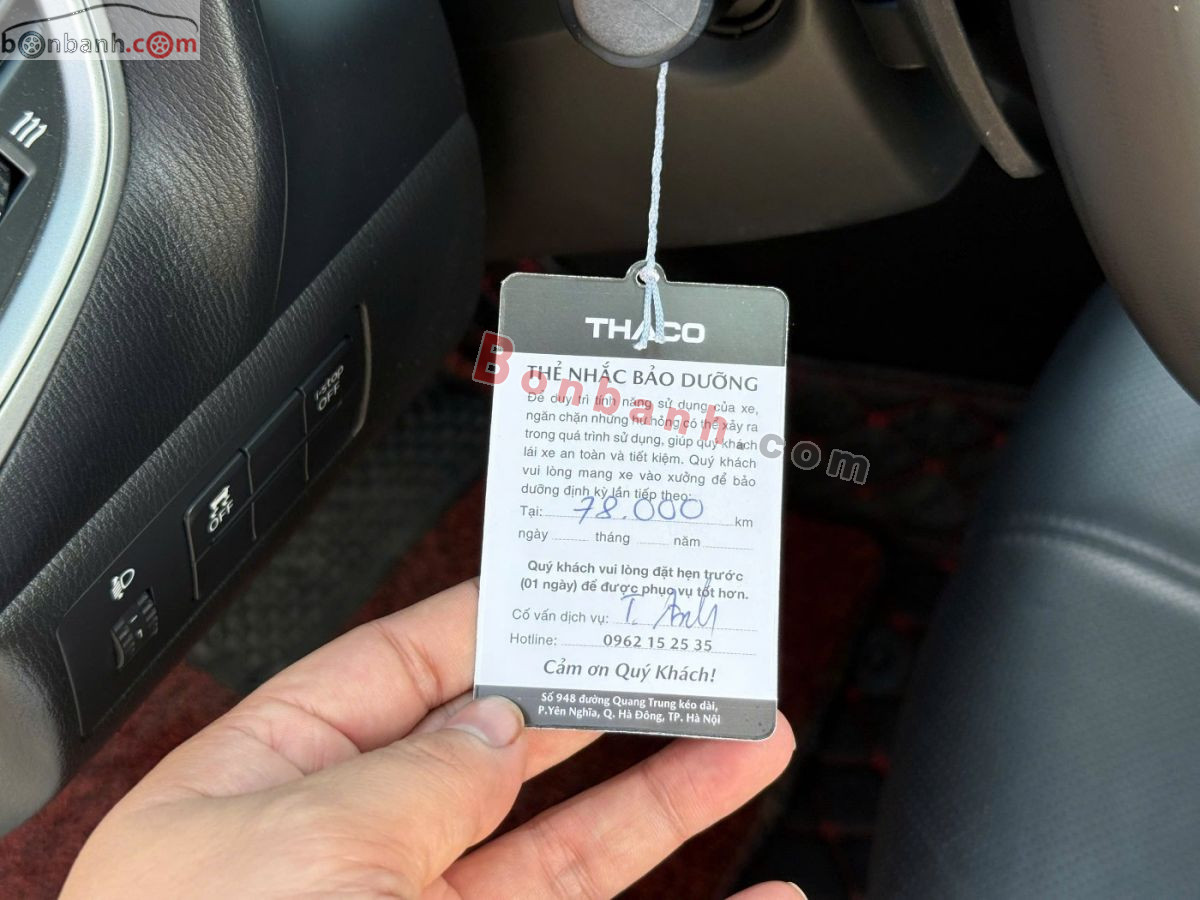 bonbanh.com
i-stop
OFF
OFF
THACO
THẺ NHẮC BẢO DƯỠNG
Để duy trì tính năng sử dụng của xe,
ngăn chặn những hư hỏng có thể xảy ra
trong quá trình sử dụng, giúp quý khách
lái xe an toàn và tiết kiệm. Quý khách
vui lòng mang xe vào xưởng để bảo
dưỡng định kỳ lần tiếp theo:
Tại: 78.000 km
ngày tháng năm
Quý khách vui lòng đặt hẹn trước
(01 ngày) để được phục vụ tốt hơn.
Cố vấn dịch vụ: T. Anh
Hotline: 0962 15 25 35
Cảm ơn Quý Khách!
Số 948 đường Quang Trung kéo dài,
P.Yên Nghĩa, Q. Hà Đông, TP. Hà Nội
Bonbanh.com